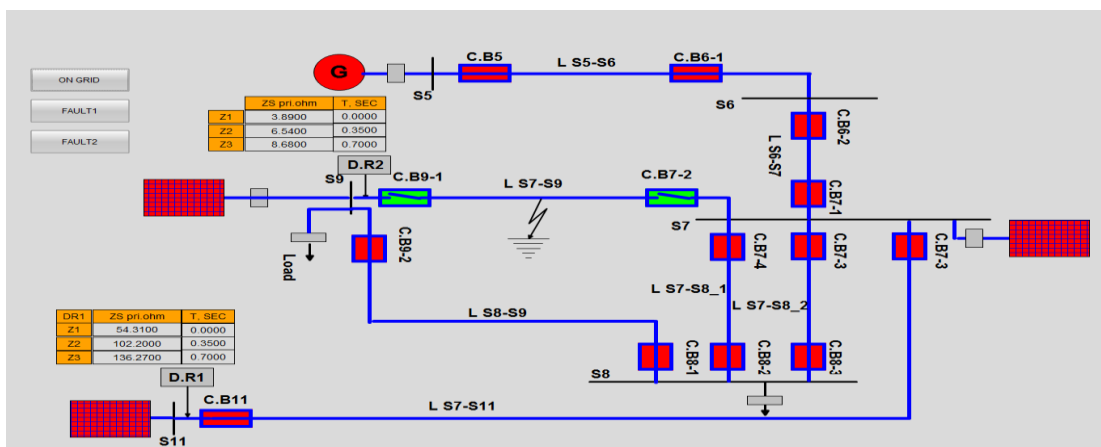 ON GRID
FAULT1
FAULT2
G
S5
C.B5
L S5-S6
C.B6-1
S6
C.B6-2
L S6-S7
C.B7-1
ZS pri.ohm T, SEC
Z1 3.8900 0.0000
Z2 6.5400 0.3500
Z3 8.6800 0.7000
D.R2
S9
C.B9-1
L S7-S9
C.B7-2
S7
Load
C.B9-2
C.B7-4
C.B7-3
C.B7-3
L S7-S8_1
L S7-S8_2
L S8-S9
DR1 ZS pri.ohm T, SEC
Z1 54.3100 0.0000
Z2 102.2000 0.3500
Z3 136.2700 0.7000
C.B8-1
C.B8-2
C.B8-3
S8
D.R1
C.B11
S11
L S7-S11